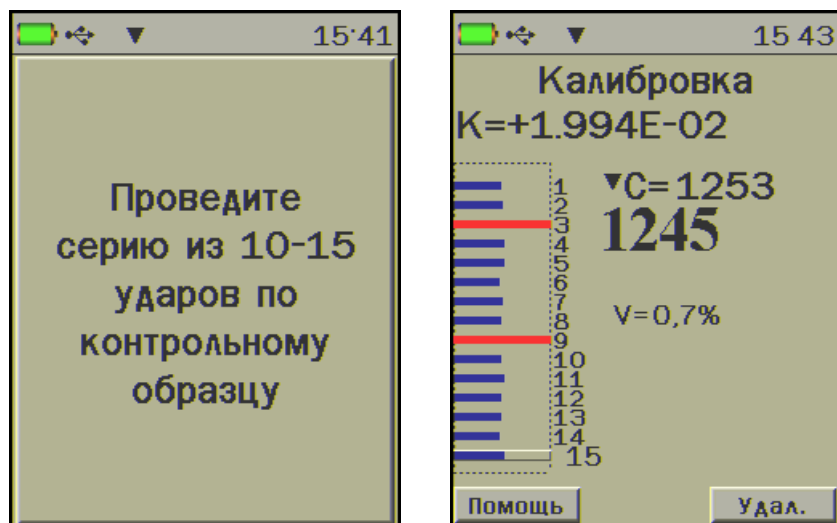 15:41
Проведите
серию из 10-15
ударов по
контрольному
образцу
15 43
Калибровка
K=+1.994E-02
▼C=1253
1245
V=0,7%
1
2
3
4
5
6
7
8
9
10
11
12
13
14
15
Помощь
Удал.